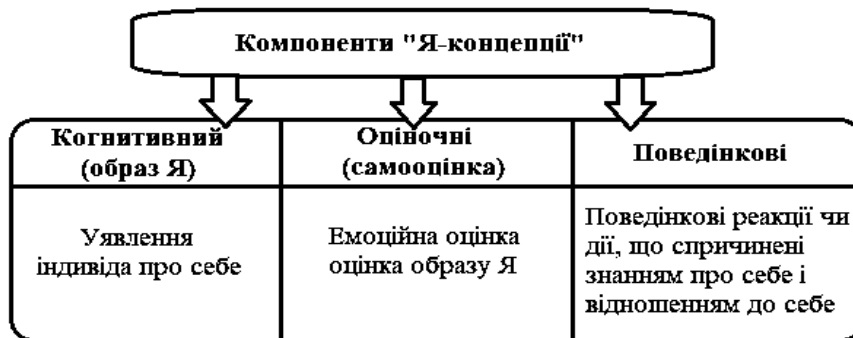 Компоненти "Я-концепції"
Когнитивний
(образ Я)
Оціночні
(самооцінка)
Поведінкові
Уявлення
індивіда про себе
Емоційна оцінка
оцінка образу Я
Поведінкові реакції чи
дії, що спричинені
знанням про себе і
відношенням до себе